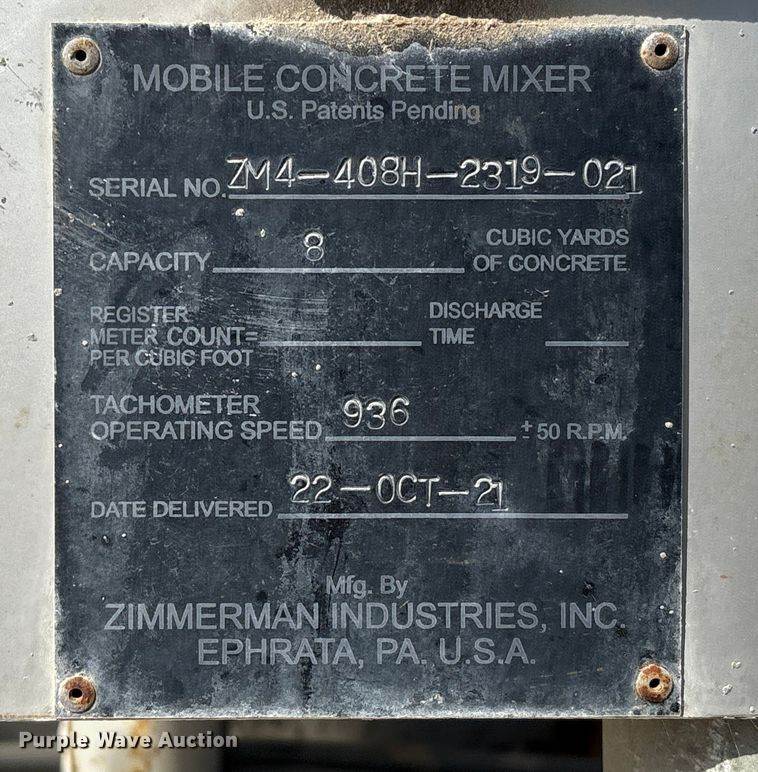 MOBILE CONCRETE MIXER
U.S. Patents Pending
SERIAL NO. ZM4-408H-2319-021
CAPACITY 8 CUBIC YARDS
OF CONCRETE
REGISTER
METER COUNT=
PER CUBIC FOOT
DISCHARGE
TIME
TACHOMETER
OPERATING SPEED 936 ± 50 R.P.M.
DATE DELIVERED 22-OCT-21
Mfg. By
ZIMMERMAN INDUSTRIES, INC.
EPHRATA, PA. U.S.A.
Purple Wave Auction